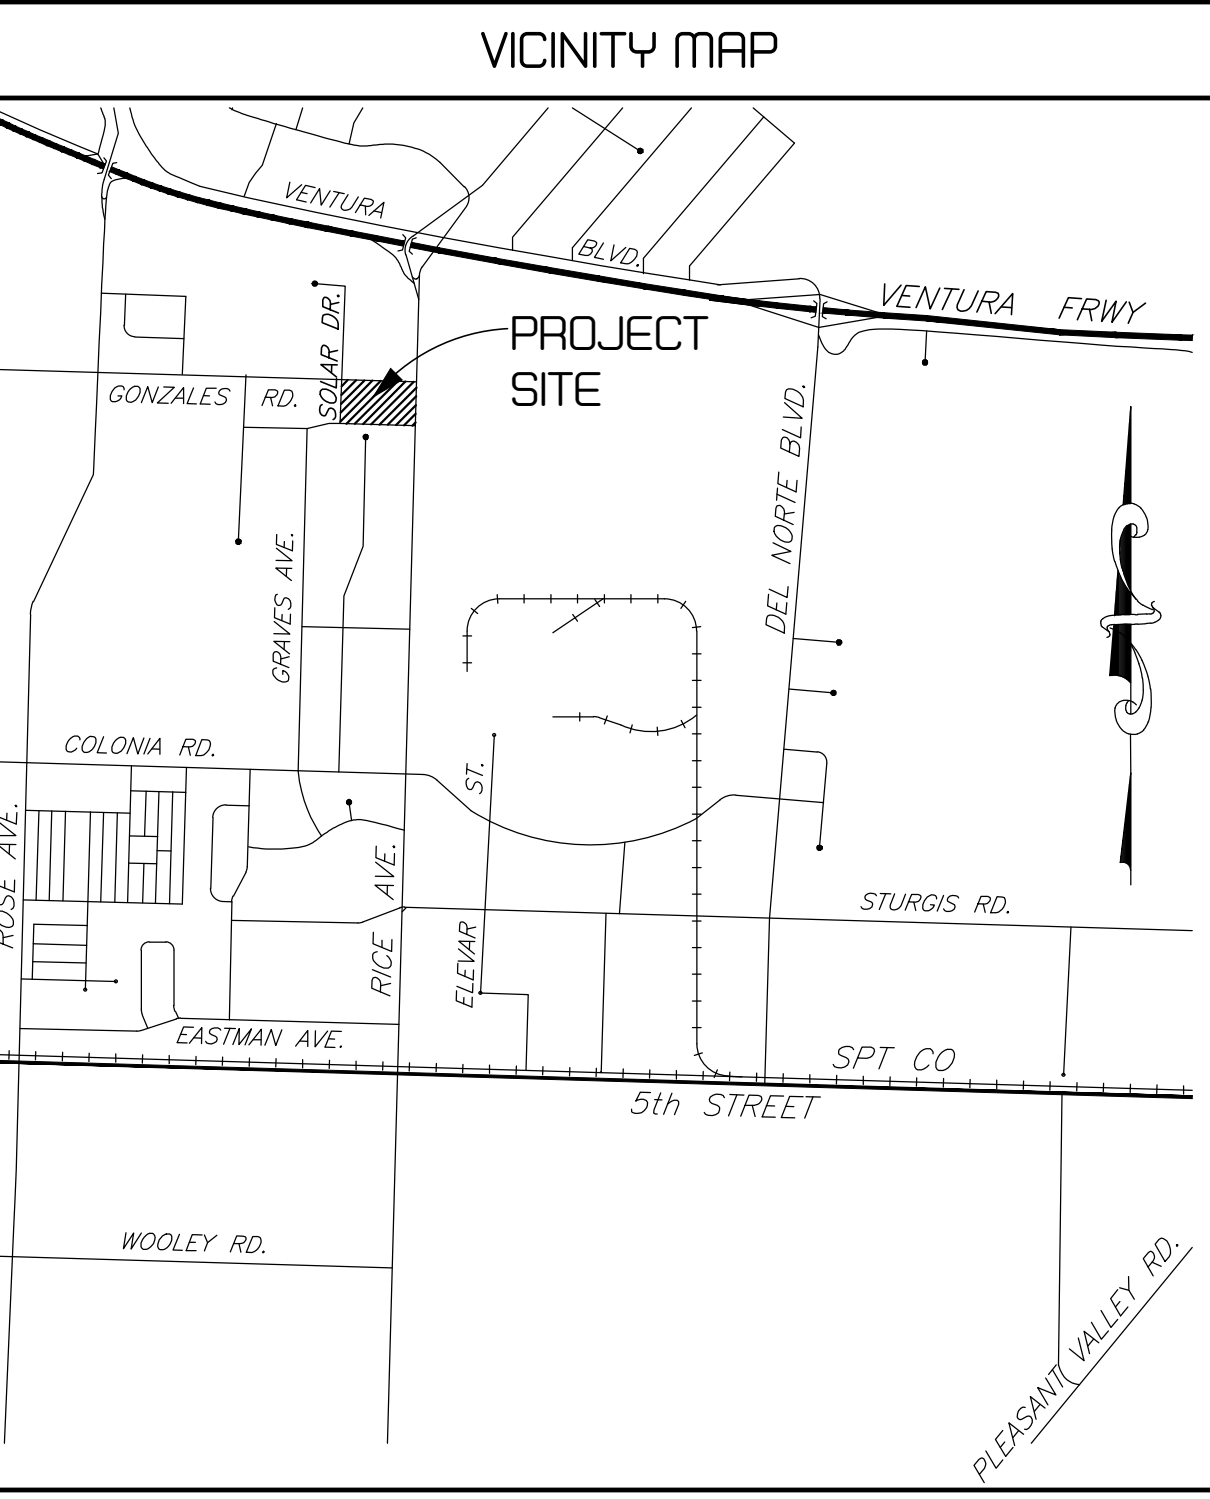 VICINITY MAP
VENTURA
BLVD.
VENTURA FRWY
SOLAR DR.
PROJECT
SITE
GONZALES RD.
DEL NORTE BLVD.
GRAVES AVE.
COLONIA RD.
ST.
ROSE AVE.
RICE AVE.
ELEVAR
STURGIS RD.
EASTMAN AVE.
SPT CO
5th STREET
WOOLEY RD.
PLEASANT VALLEY RD.